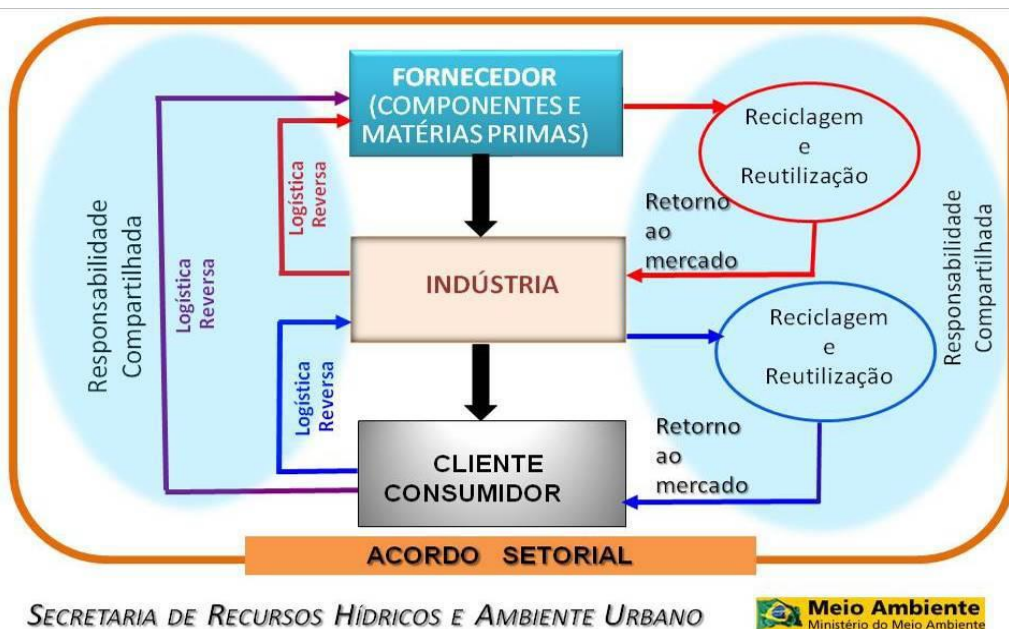 FORNECEDOR
(COMPONENTES E
MATÉRIAS PRIMAS)
Reciclagem
e
Reutilização
Logística
Reversa
Retorno
ao
mercado
Responsabilidade
Compartilhada
Logística
Reversa
INDÚSTRIA
Responsabilidade
Compartilhada
Reciclagem
e
Reutilização
Logística
Reversa
CLIENTE
CONSUMIDOR
Retorno
ao
mercado
ACORDO SETORIAL
SECRETARIA DE RECURSOS HÍDRICOS E AMBIENTE URBANO
Meio Ambiente
Ministério do Meio Ambiente